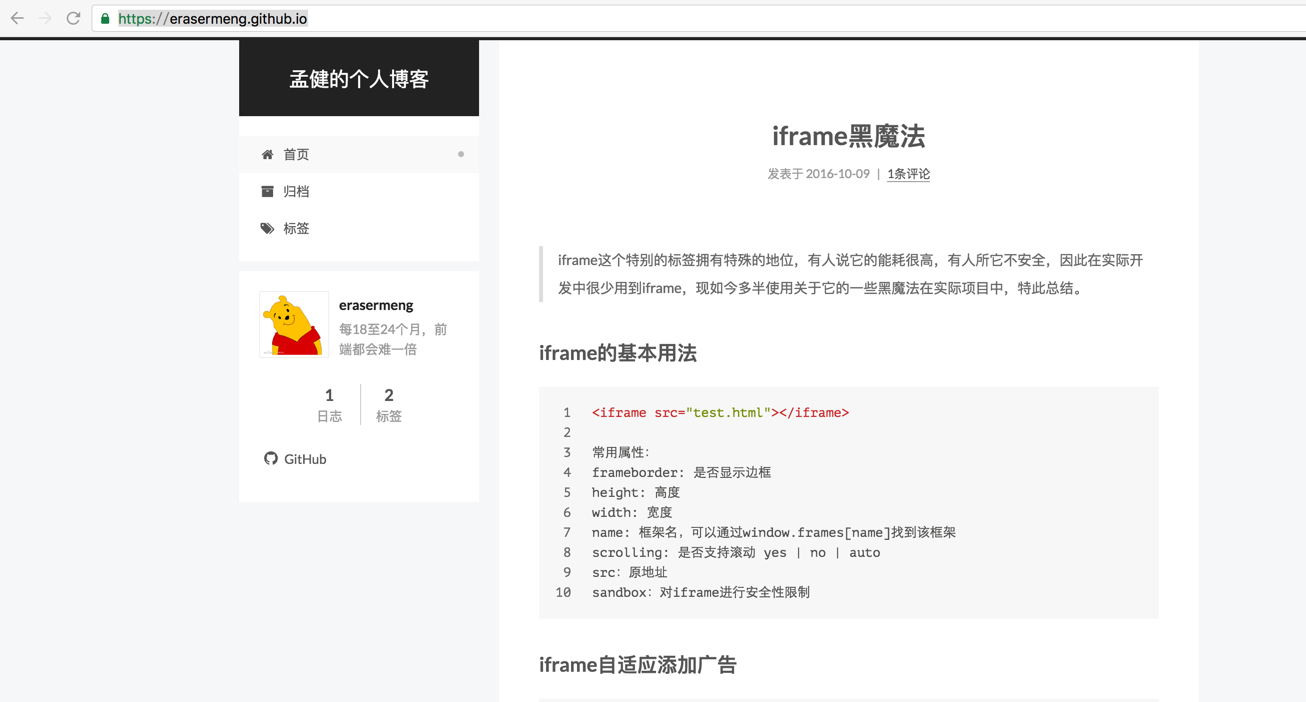 https://erasermeng.github.io
孟健的个人博客
首页
归档
标签
erasermeng
每18至24个月，前
端都会难一倍
1
日志
2
标签
GitHub
iframe黑魔法
发表于 2016-10-09 | 1条评论
iframe这个特别的标签拥有特殊的地位，有人说它的能耗很高，有人所它不安全，因此在实际开
发中很少用到iframe，现如今多半使用关于它的一些黑魔法在实际项目中，特此总结。
iframe的基本用法
1 <iframe src="test.html"></iframe>
2
3 常用属性：
4 frameborder: 是否显示边框
5 height: 高度
6 width: 宽度
7 name: 框架名，可以通过window.frames[name]找到该框架
8 scrolling: 是否支持滚动 yes | no | auto
9 src：原地址
10 sandbox：对iframe进行安全性限制
iframe自适应添加广告